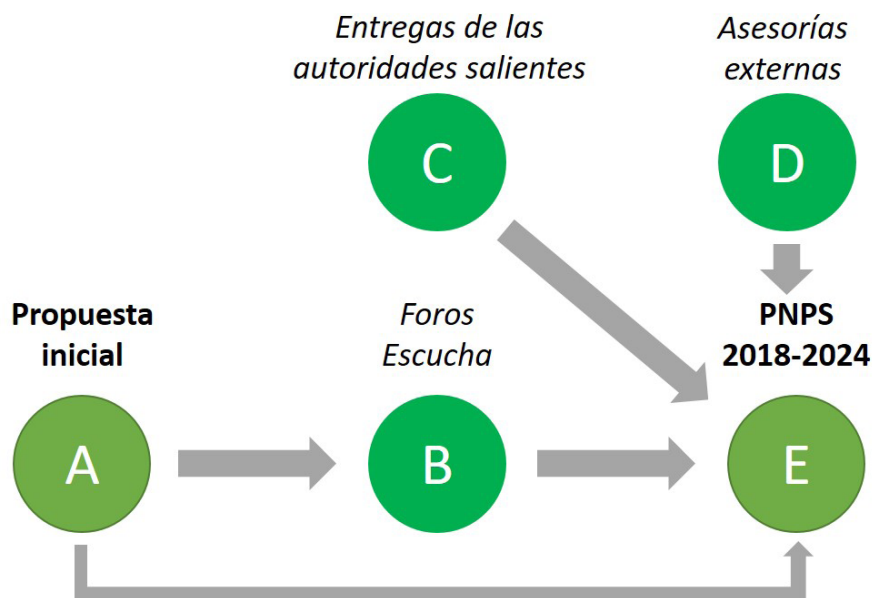 Entregas de las
autoridades salientes
C
Asesorías
externas
D
Propuesta
inicial
A
Foros
Escucha
B
PNPS
2018-2024
E